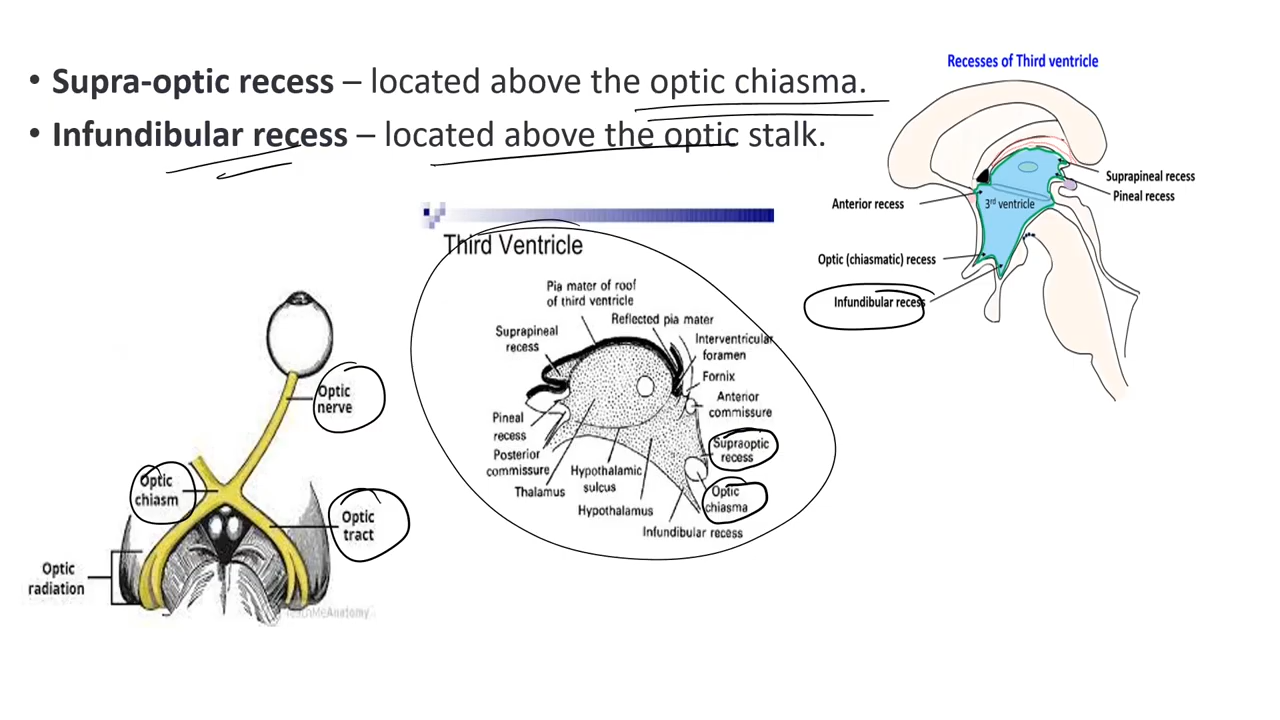 • Supra-optic recess – located above the optic chiasma.
• Infundibular recess – located above the optic stalk.
Recesses of Third ventricle
Suprapineal recess
Pineal recess
Anterior recess
3rd ventricle
Optic (chiasmatic) recess
Infundibular recess
Third Ventricle
Pia mater of roof
of third ventricle
Reflected pia mater
Suprapineal
recess
Interventricular
foramen
Fornix
Anterior
commissure
Pineal
recess
Supraoptic
recess
Posterior
commissure
Hypothalamic
sulcus
Thalamus
Optic
chiasma
Hypothalamus
Infundibular recess
Optic
nerve
Optic
chiasm
Optic
tract
Optic
radiation
TeachMeAnatomy